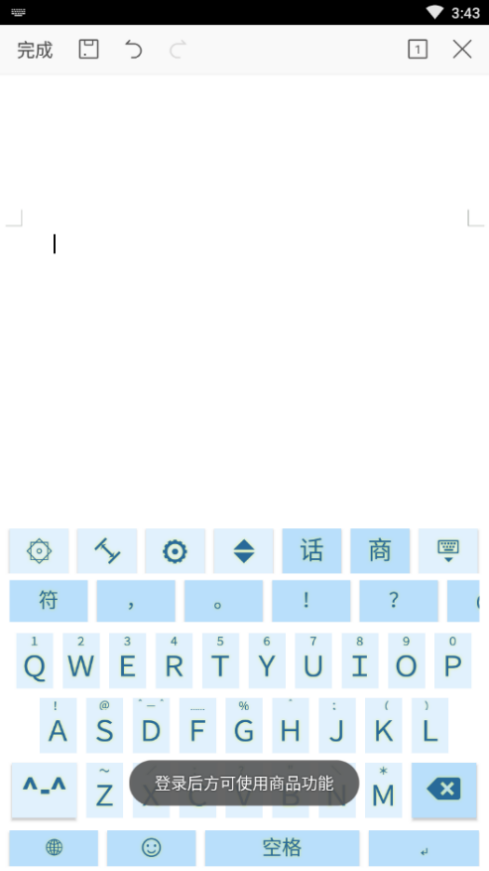 3:43
完成
1
话 商
符 ， 。 ！ ？ （
1 2 3 4 5 6 7 8 9 0
Q W E R T Y U I O P
! @ % : ( )
A S D F G H J K L
^-^ ~ Z * M
登录后方可使用商品功能
空格